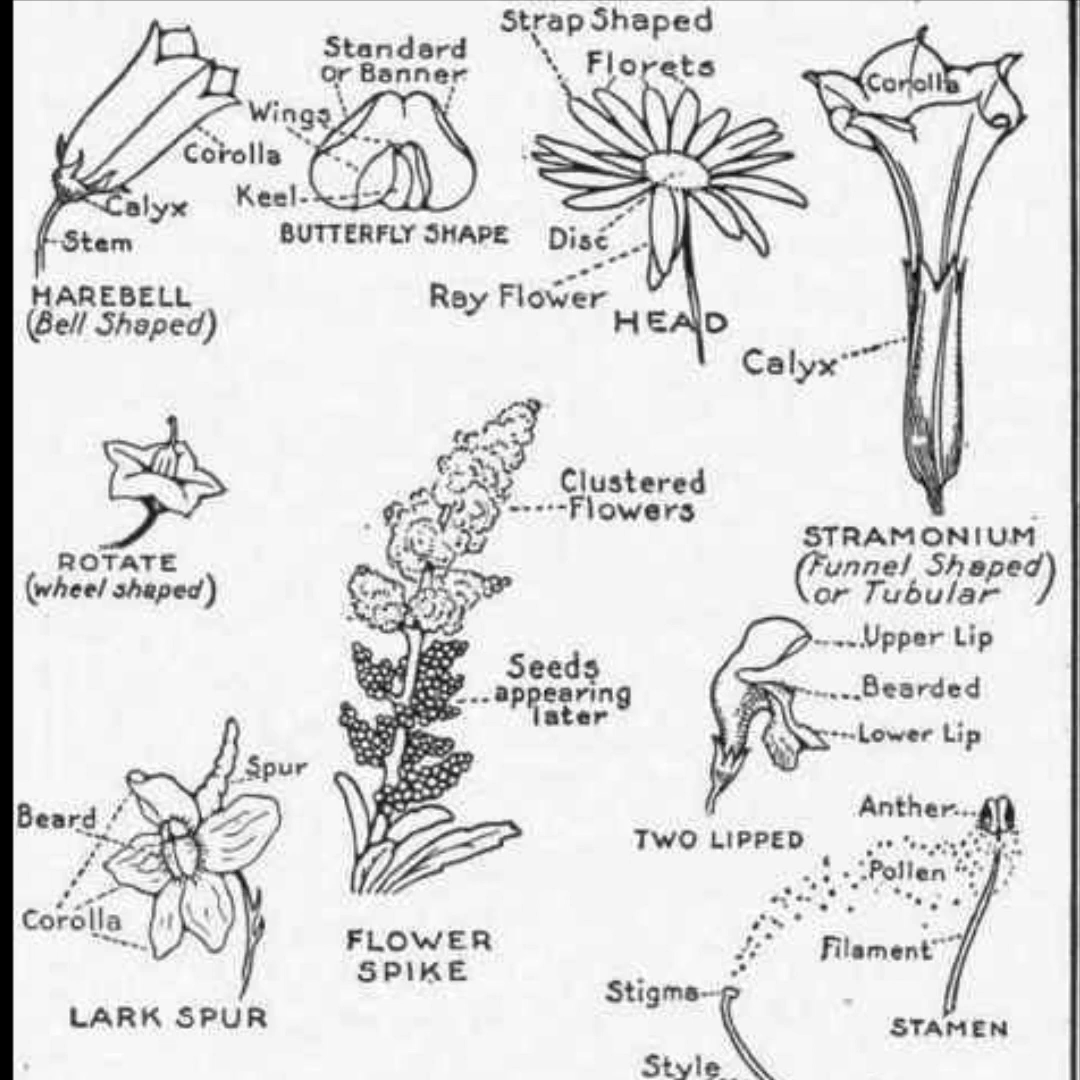 Strap Shaped
Florets
Standard
or Banner
Wings
Corolla
Keel
Calyx
Stem
HAREBELL
(Bell Shaped)
BUTTERFLY SHAPE
Disc
Ray Flower
HEAD
Corolla
Calyx
STRAMONIUM
(Funnel Shaped)
or Tubular
ROTATE
(wheel shaped)
Clustered
Flowers
Seeds
appearing
later
FLOWER
SPIKE
Upper Lip
Bearded
Lower Lip
TWO LIPPED
Spur
Beard
Corolla
LARK SPUR
Anther
Pollen
Filament
STAMEN
Stigma
Style